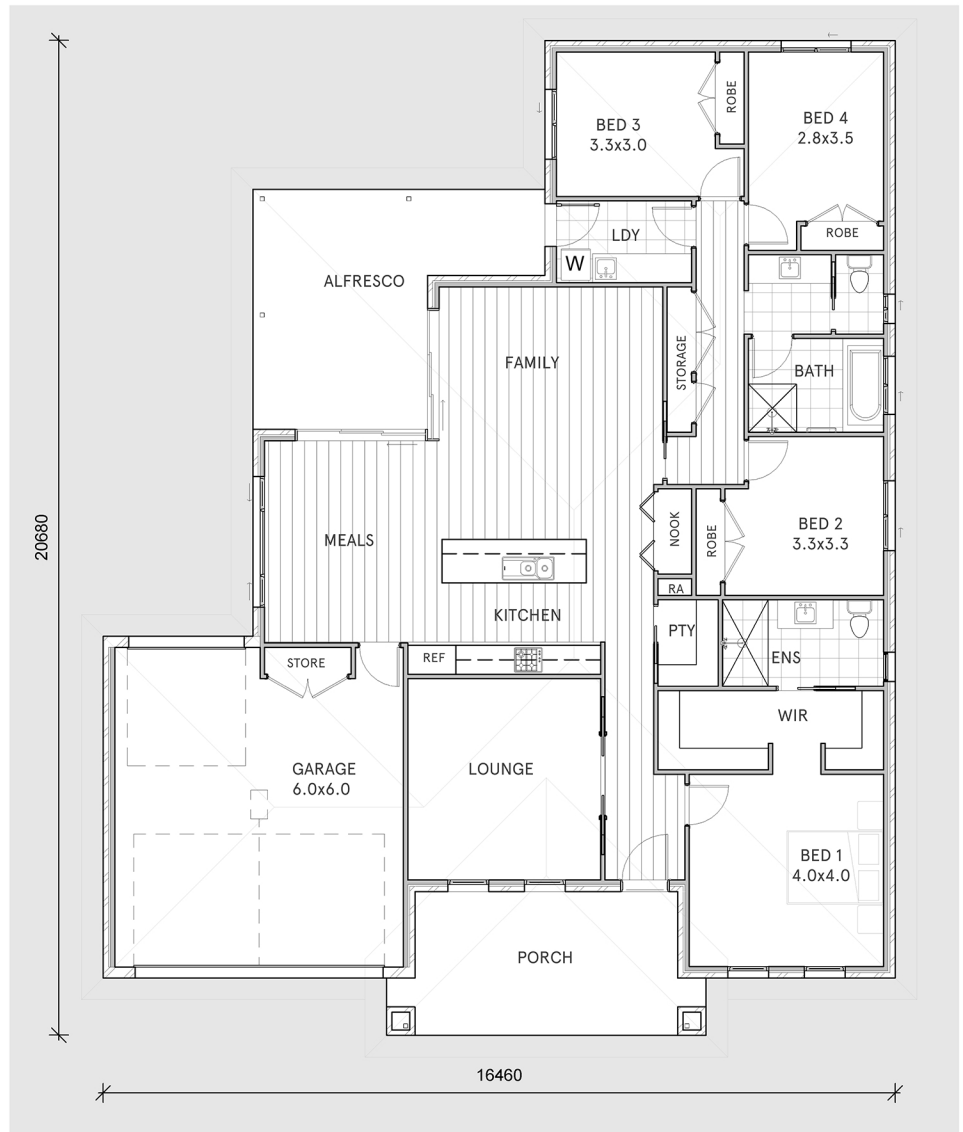 BED 3
3.3x3.0
ROBE
BED 4
2.8x3.5
ROBE
LDY
W
ALFRESCO
FAMILY
STORAGE
BATH
MEALS
NOOK
ROBE
BED 2
3.3x3.3
RA
KITCHEN
PTY
ENS
REF
STORE
WIR
GARAGE
6.0x6.0
LOUNGE
BED 1
4.0x4.0
PORCH
20680
16460